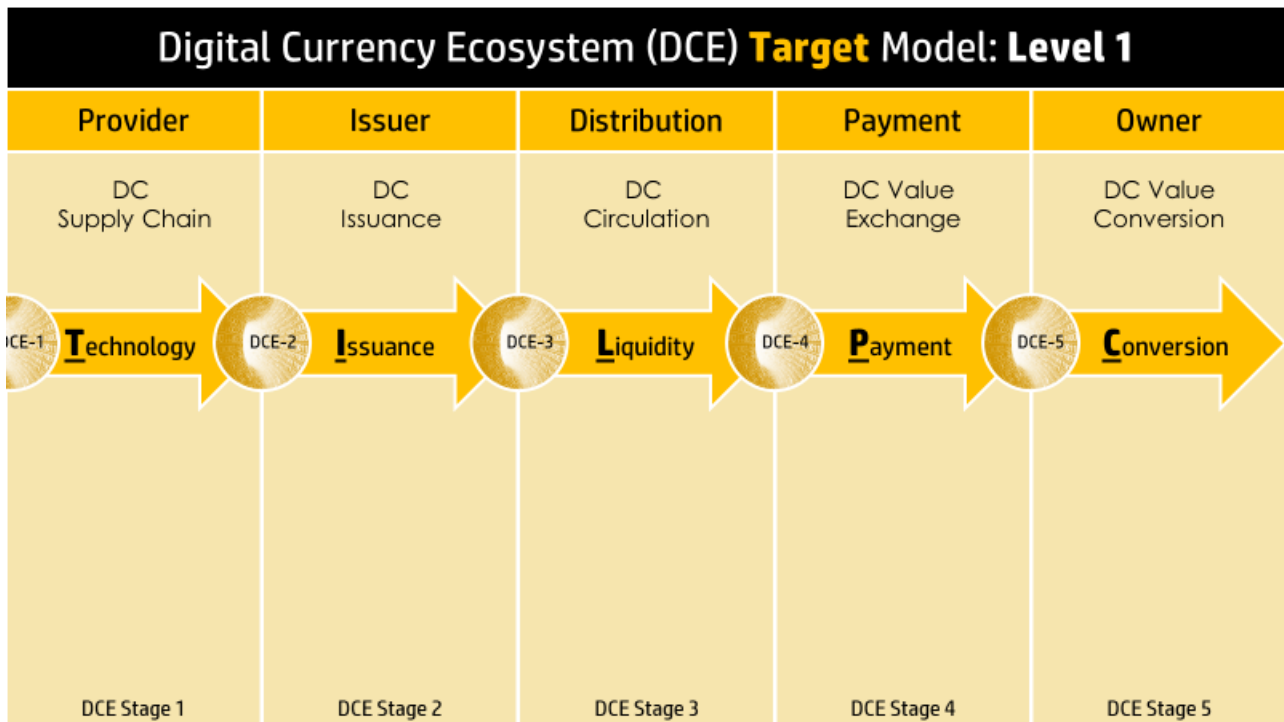 Digital Currency Ecosystem (DCE) Target Model: Level 1
Provider
Issuer
Distribution
Payment
Owner
DC
Supply Chain
DC
Issuance
DC
Circulation
DC Value
Exchange
DC Value
Conversion
DCE-1
Technology
DCE-2
Issuance
DCE-3
Liquidity
DCE-4
Payment
DCE-5
Conversion
DCE Stage 1
DCE Stage 2
DCE Stage 3
DCE Stage 4
DCE Stage 5